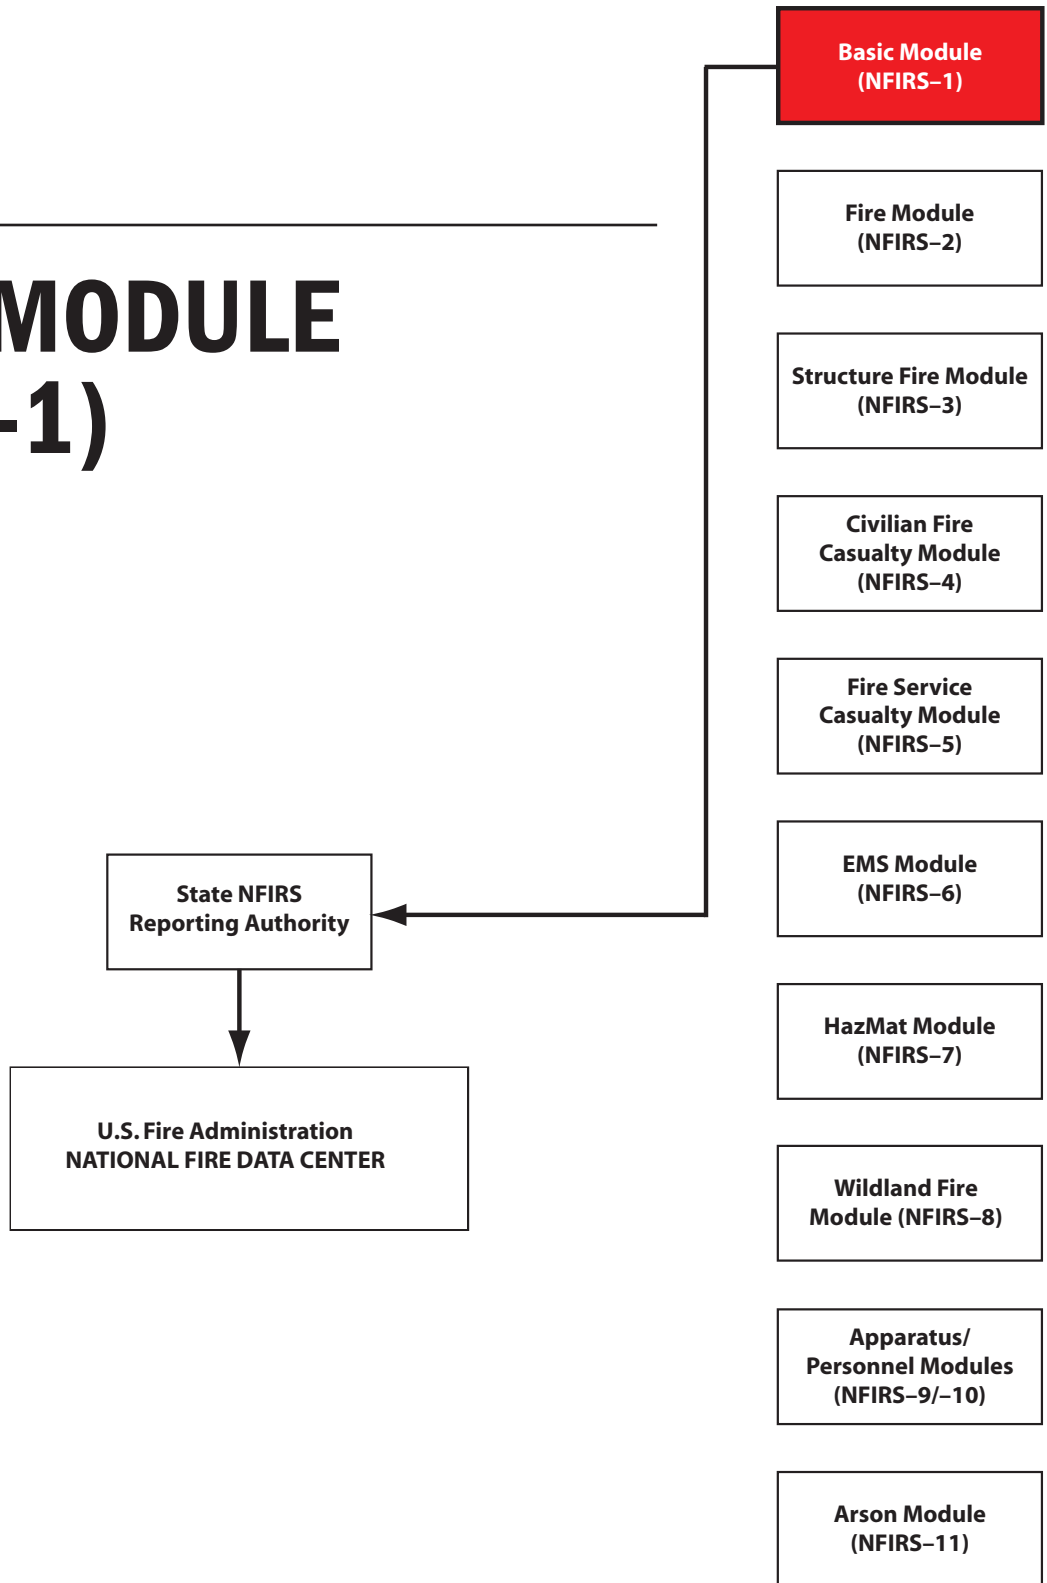 MODULE
-1)
Basic Module
(NFIRS–1)
Fire Module
(NFIRS–2)
Structure Fire Module
(NFIRS–3)
Civilian Fire
Casualty Module
(NFIRS–4)
Fire Service
Casualty Module
(NFIRS–5)
EMS Module
(NFIRS–6)
HazMat Module
(NFIRS–7)
Wildland Fire
Module (NFIRS–8)
Apparatus/
Personnel Modules
(NFIRS–9/–10)
Arson Module
(NFIRS–11)
State NFIRS
Reporting Authority
U.S. Fire Administration
NATIONAL FIRE DATA CENTER